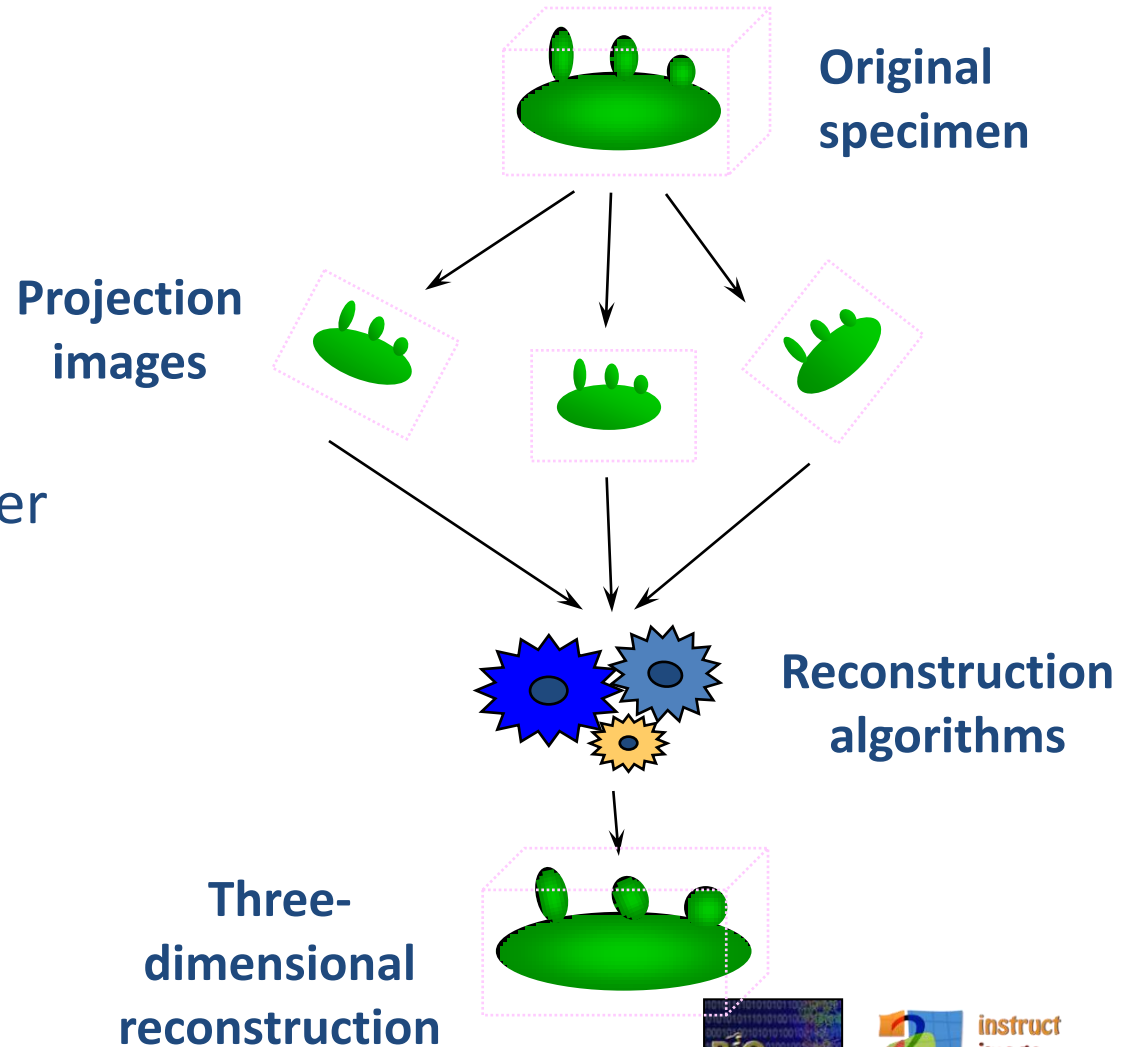 Original
specimen
Projection
images
er
Reconstruction
algorithms
Three-
dimensional
reconstruction
instruct